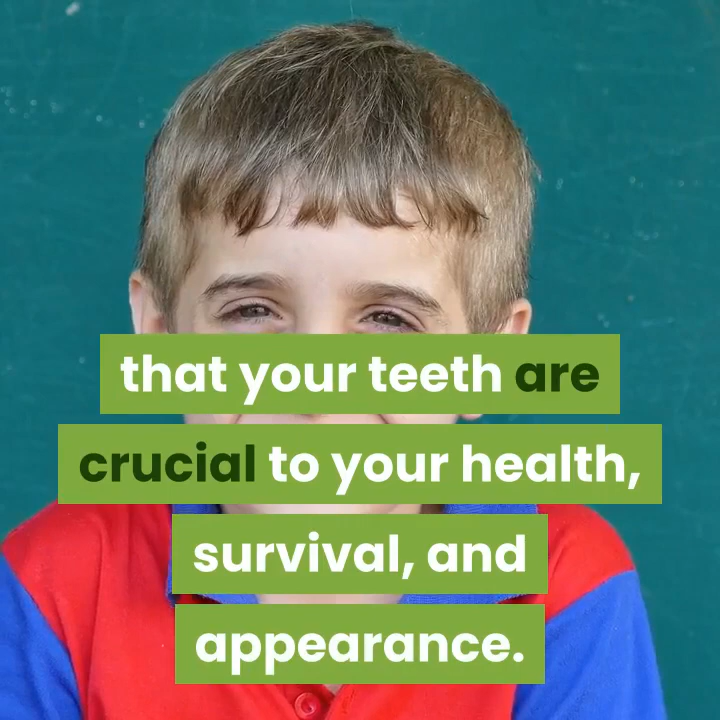 that your teeth are
crucial to your health,
survival, and
appearance.